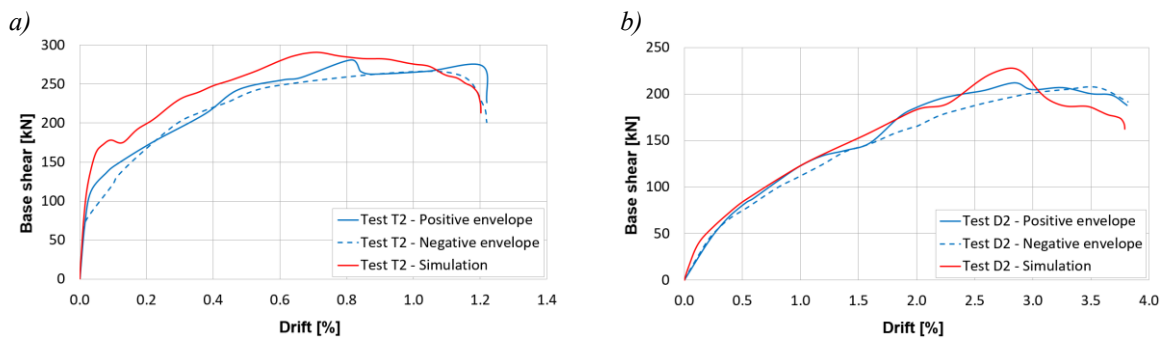 a)
300
250
200
150
100
50
0
Base shear [kN]
Test T2 - Positive envelope
Test T2 - Negative envelope
Test T2 - Simulation
0.0 0.2 0.4 0.6 0.8 1.0 1.2 1.4
Drift [%]
b)
250
200
150
100
50
0
Base shear [kN]
Test D2 - Positive envelope
Test D2 - Negative envelope
Test D2 - Simulation
0.0 0.5 1.0 1.5 2.0 2.5 3.0 3.5 4.0
Drift [%]